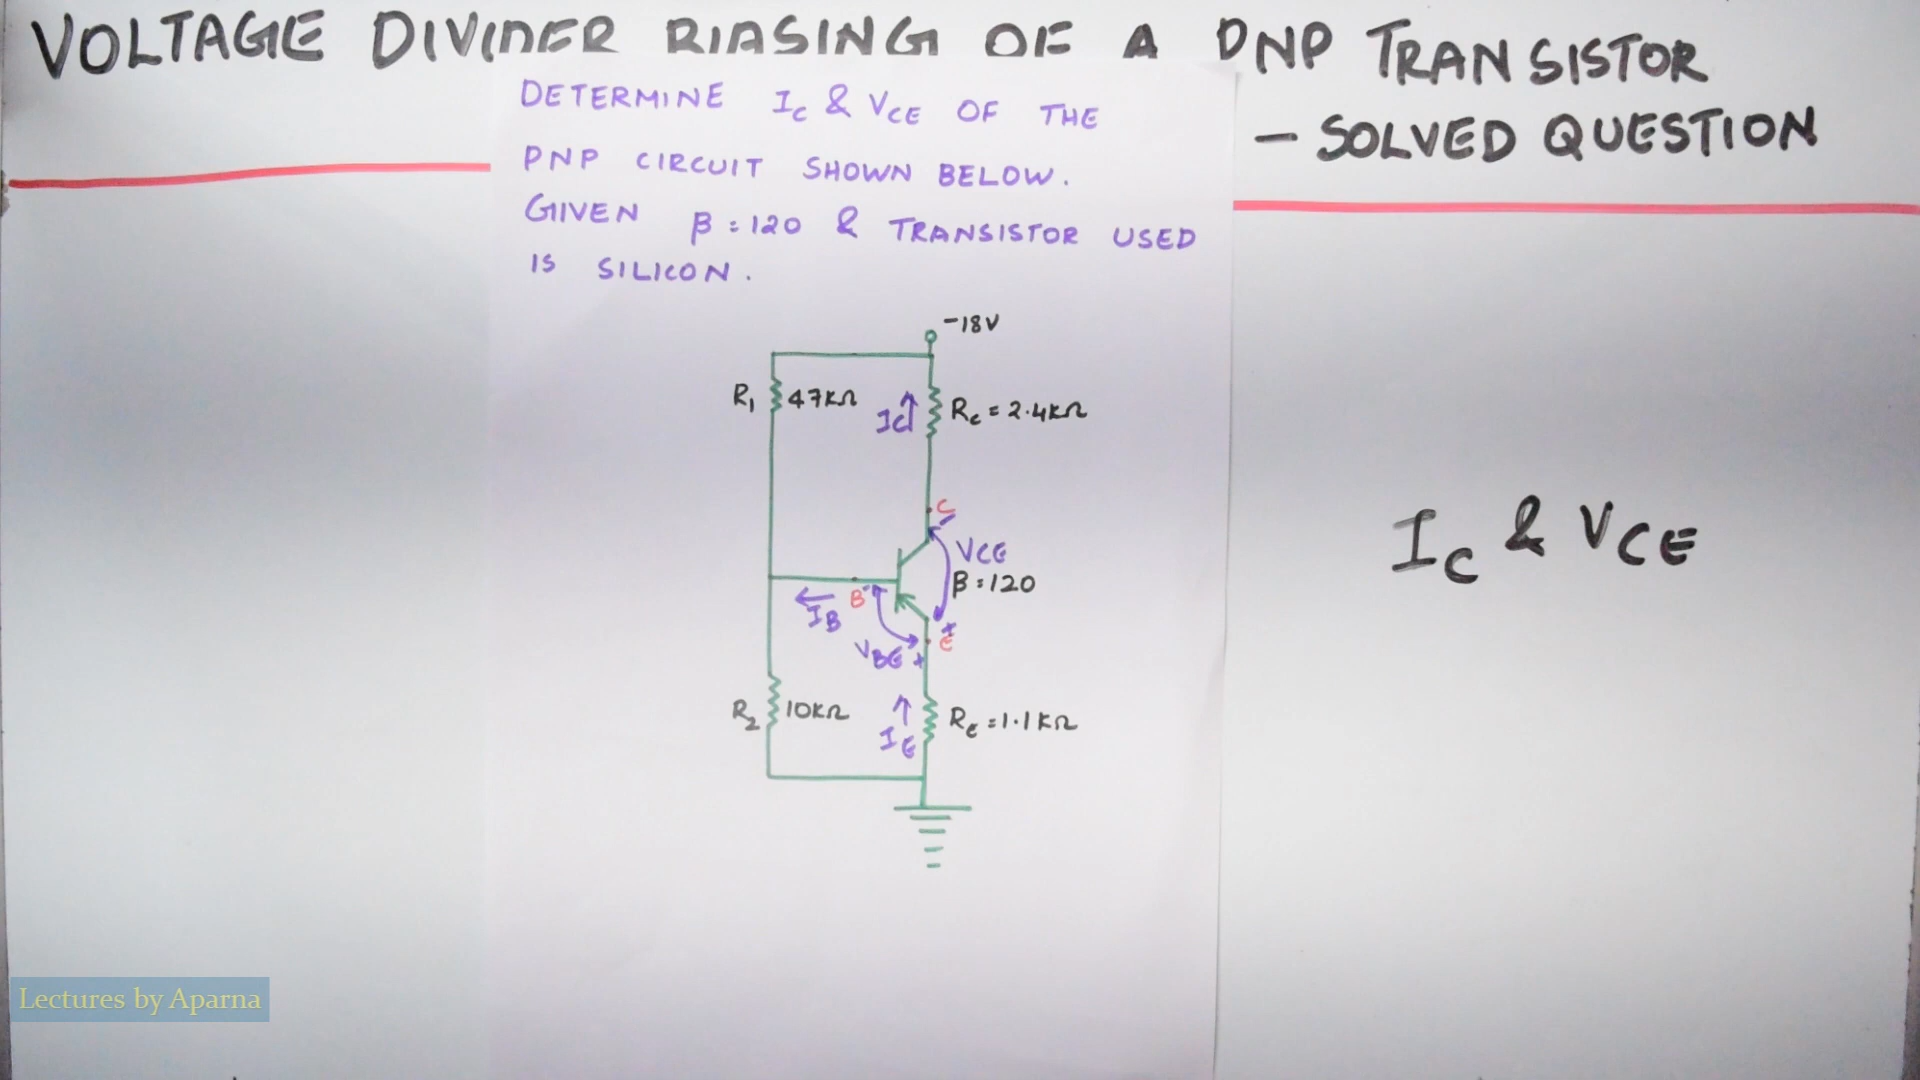 VOLTAGE DIVIDER BIASING OF A PNP TRANSISTOR
- SOLVED QUESTION
DETERMINE Ic & VCE OF THE
PNP CIRCUIT SHOWN BELOW.
GIVEN β = 120 & TRANSISTOR USED
IS SILICON.
-18V
R1 47KΩ
Ic
Rc = 2.4KΩ
C
VCE
β = 120
B
IB
E
VBE
R2 10KΩ
IE
RE = 1.1KΩ
Ic & VCE
Lectures by Aparna